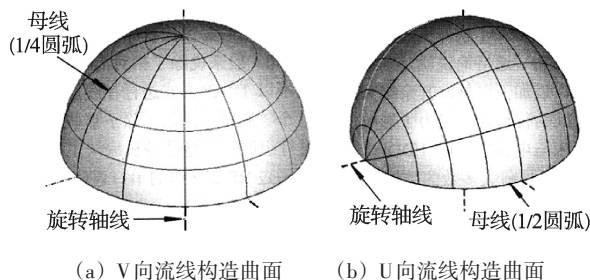 母线
(1/4圆弧)
旋转轴线
旋转轴线
母线(1/2圆弧)
(a) V向流线构造曲面
(b) U向流线构造曲面